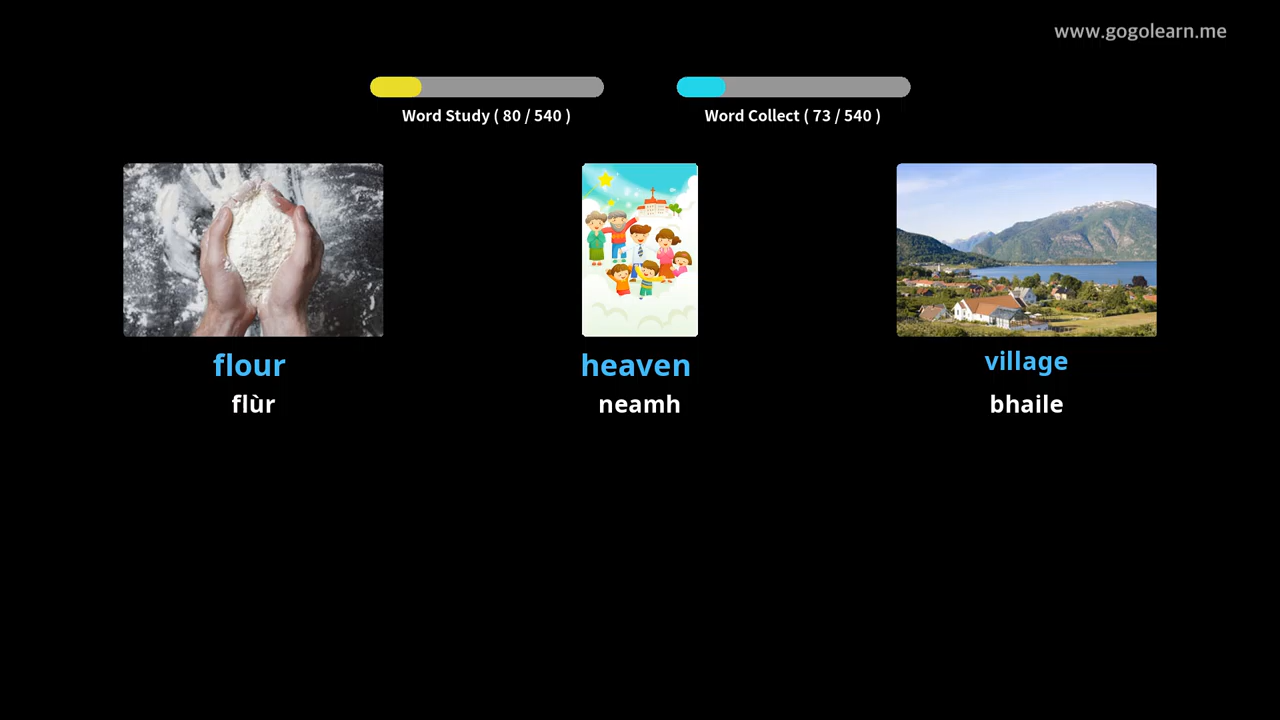 www.gogolearn.me
Word Study ( 80 / 540 )
Word Collect ( 73 / 540 )
flour
flùr
heaven
neamh
village
bhaile